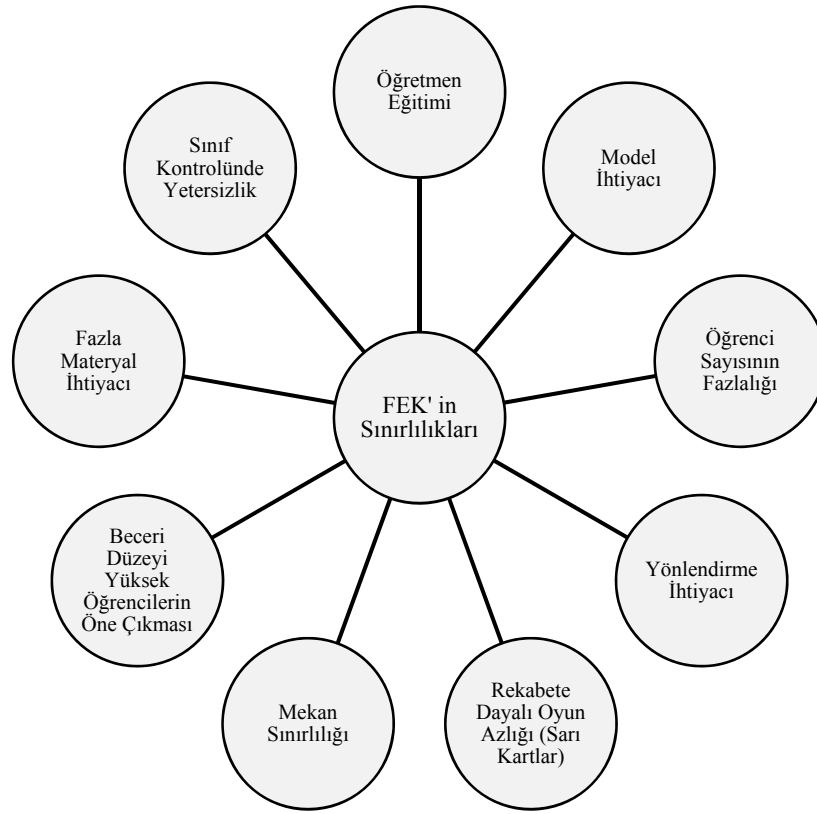 Öğretmen
Eğitimi
Model
İhtiyacı
Öğrenci
Sayısının
Fazlalığı
Yönlendirme
İhtiyacı
Rekabete
Dayalı Oyun
Azlığı (Sarı
Kartlar)
Mekan
Sınırlılığı
Beceri
Düzeyi
Yüksek
Öğrencilerin
Öne Çıkması
Fazla
Materyal
İhtiyacı
Sınıf
Kontrolünde
Yetersizlik
FEK' in
Sınırlılıkları